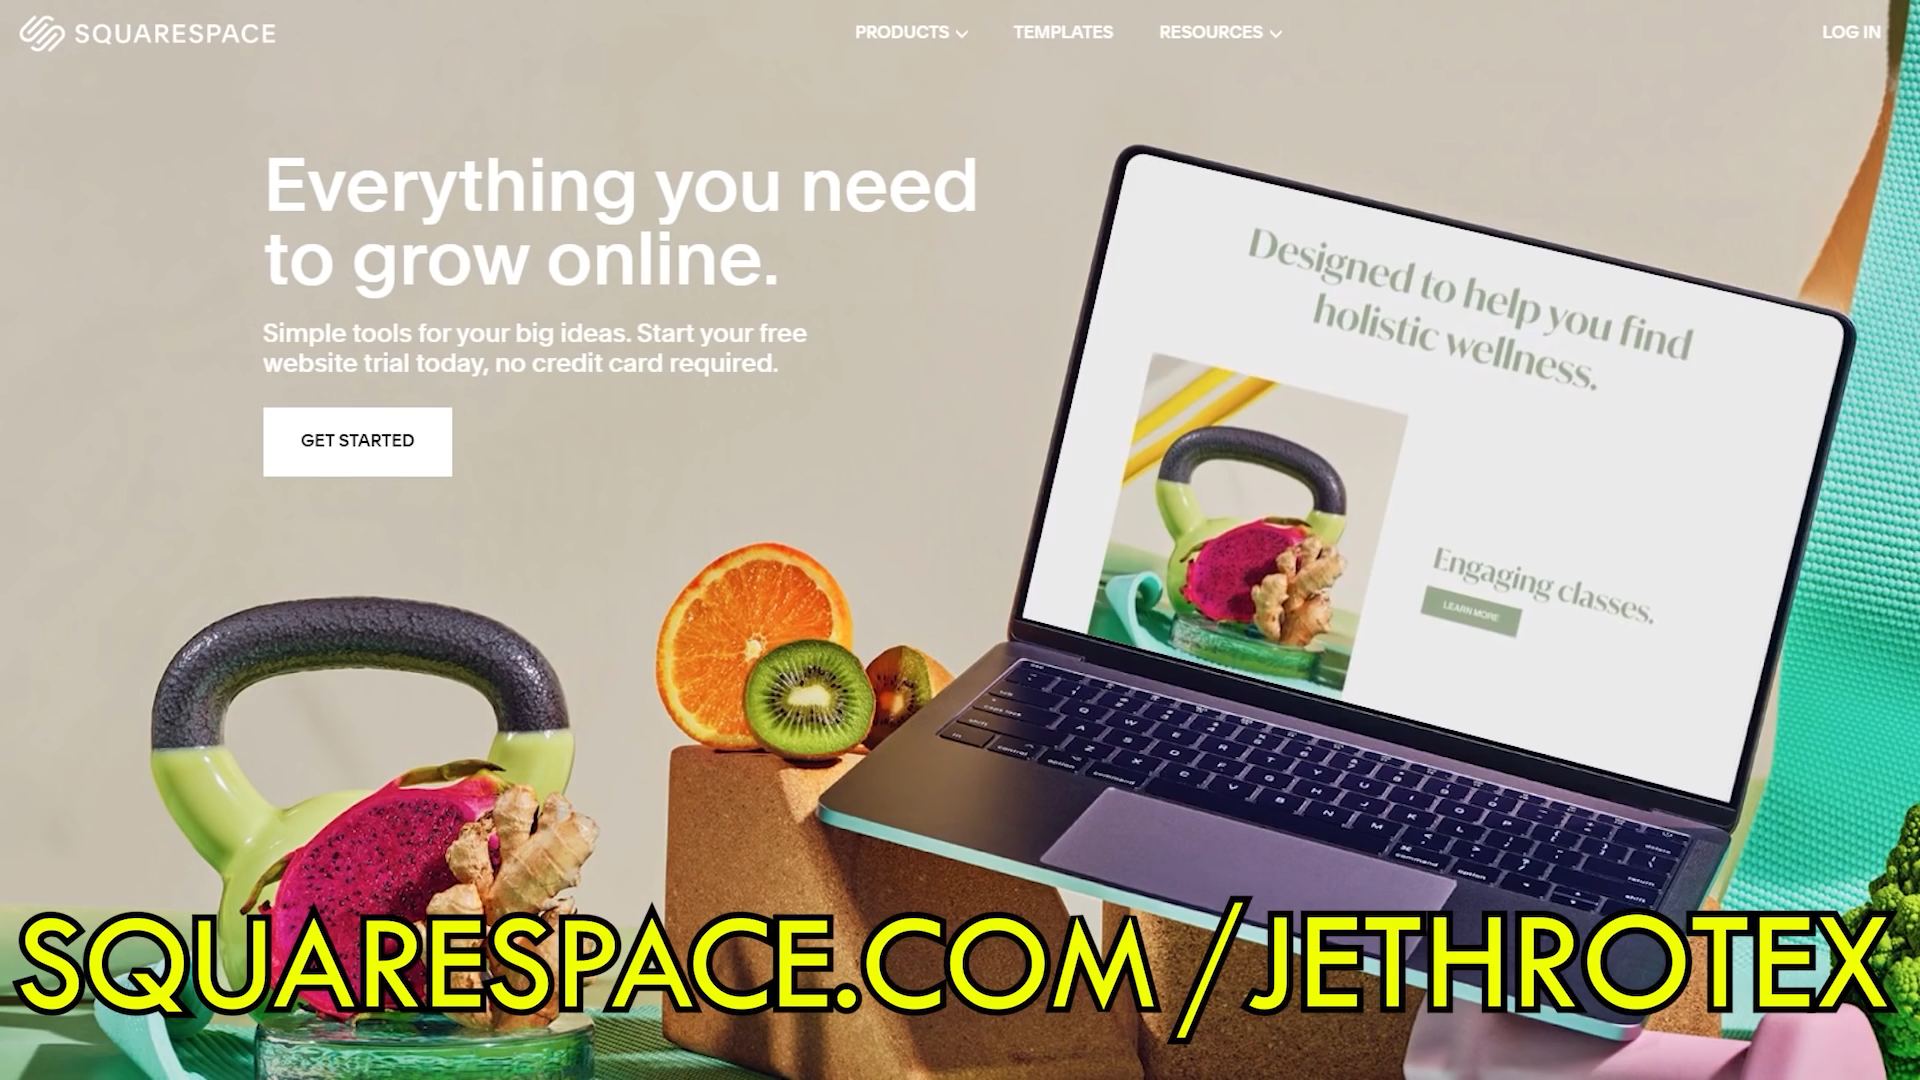 SQUARESPACE
PRODUCTS
TEMPLATES
RESOURCES
LOG IN
Everything you need
to grow online.
Simple tools for your big ideas. Start your free
website trial today, no credit card required.
GET STARTED
Designed to help you find
holistic wellness.
Engaging classes.
LEARN MORE
SQUARESPACE.COM/JETHROTEX